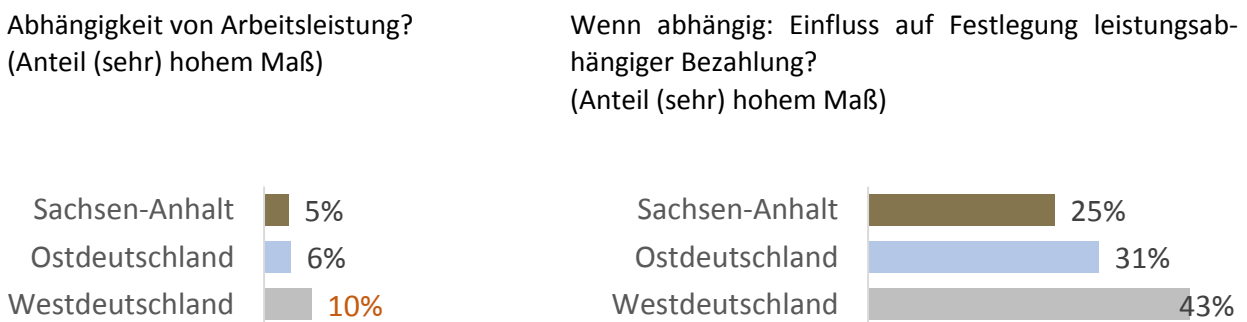 Abhängigkeit von Arbeitsleistung?
(Anteil (sehr) hohem Maß)
Wenn abhängig: Einfluss auf Festlegung leistungsab-
hängiger Bezahlung?
(Anteil (sehr) hohem Maß)
Sachsen-Anhalt 5%
Ostdeutschland 6%
Westdeutschland 10%
Sachsen-Anhalt 25%
Ostdeutschland 31%
Westdeutschland 43%